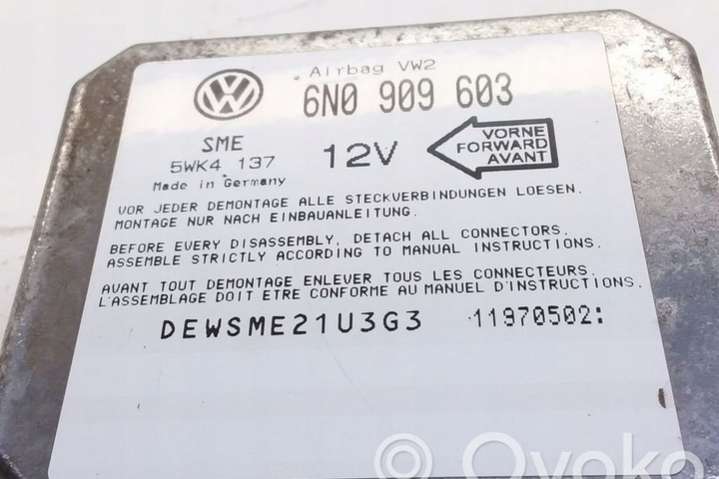 Airbag VW2
6N0 909 603
SME
5WK4 137
Made in Germany
12V
VORNE
FORWARD
AVANT
VOR JEDER DEMONTAGE ALLE STECKVERBINDUNGEN LOESEN.
MONTAGE NUR NACH EINBAUANLEITUNG.
BEFORE EVERY DISASSEMBLY, DETACH ALL CONNECTORS.
ASSEMBLE STRICTLY ACCORDING TO MANUAL INSTRUCTIONS.
AVANT TOUT DEMONTAGE ENLEVER TOUS LES CONNECTEURS.
L'ASSEMBLAGE DOIT ETRE CONFORME AU MANUEL D'INSTRUCTIONS.
DEWSME21U3G3 11970502:
© Ovoko